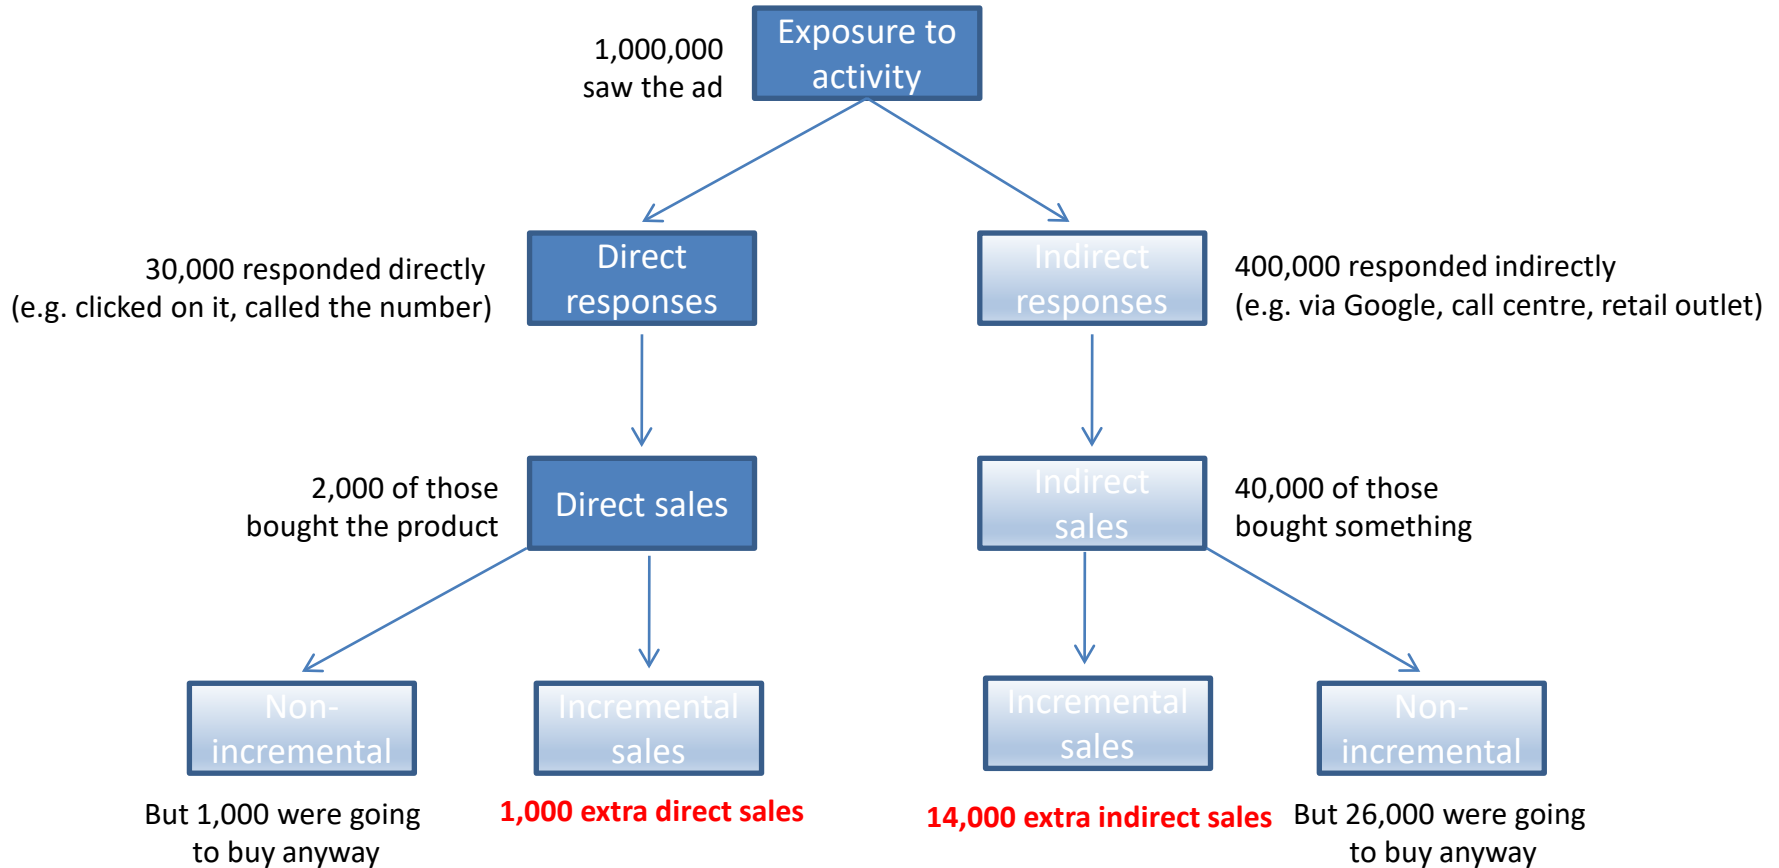 1,000,000
saw the ad
Exposure to
activity
30,000 responded directly
(e.g. clicked on it, called the number)
Direct
responses
Indirect
responses
400,000 responded indirectly
(e.g. via Google, call centre, retail outlet)
2,000 of those
bought the product
Direct sales
Indirect
sales
40,000 of those
bought something
Non-
incremental
Incremental
sales
Incremental
sales
Non-
incremental
But 1,000 were going
to buy anyway
1,000 extra direct sales
14,000 extra indirect sales
But 26,000 were going
to buy anyway